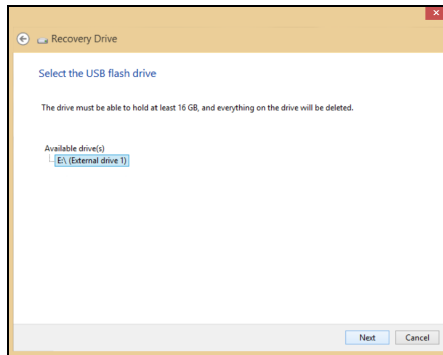 Recovery Drive
Select the USB flash drive
The drive must be able to hold at least 16 GB, and everything on the drive will be deleted.
Available drive(s)
E:\ (External drive 1)
Next Cancel